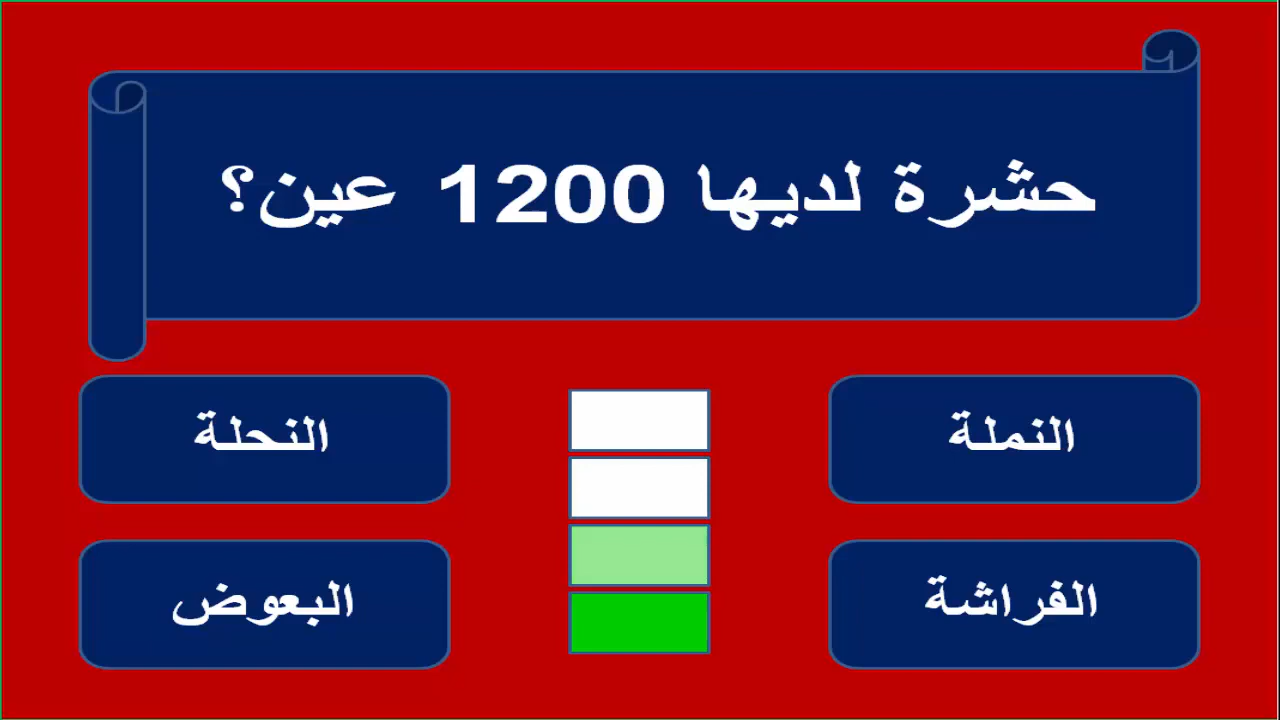 حشرة لديها 1200 عين؟
النملة
النحلة
الفراشة
البعوض